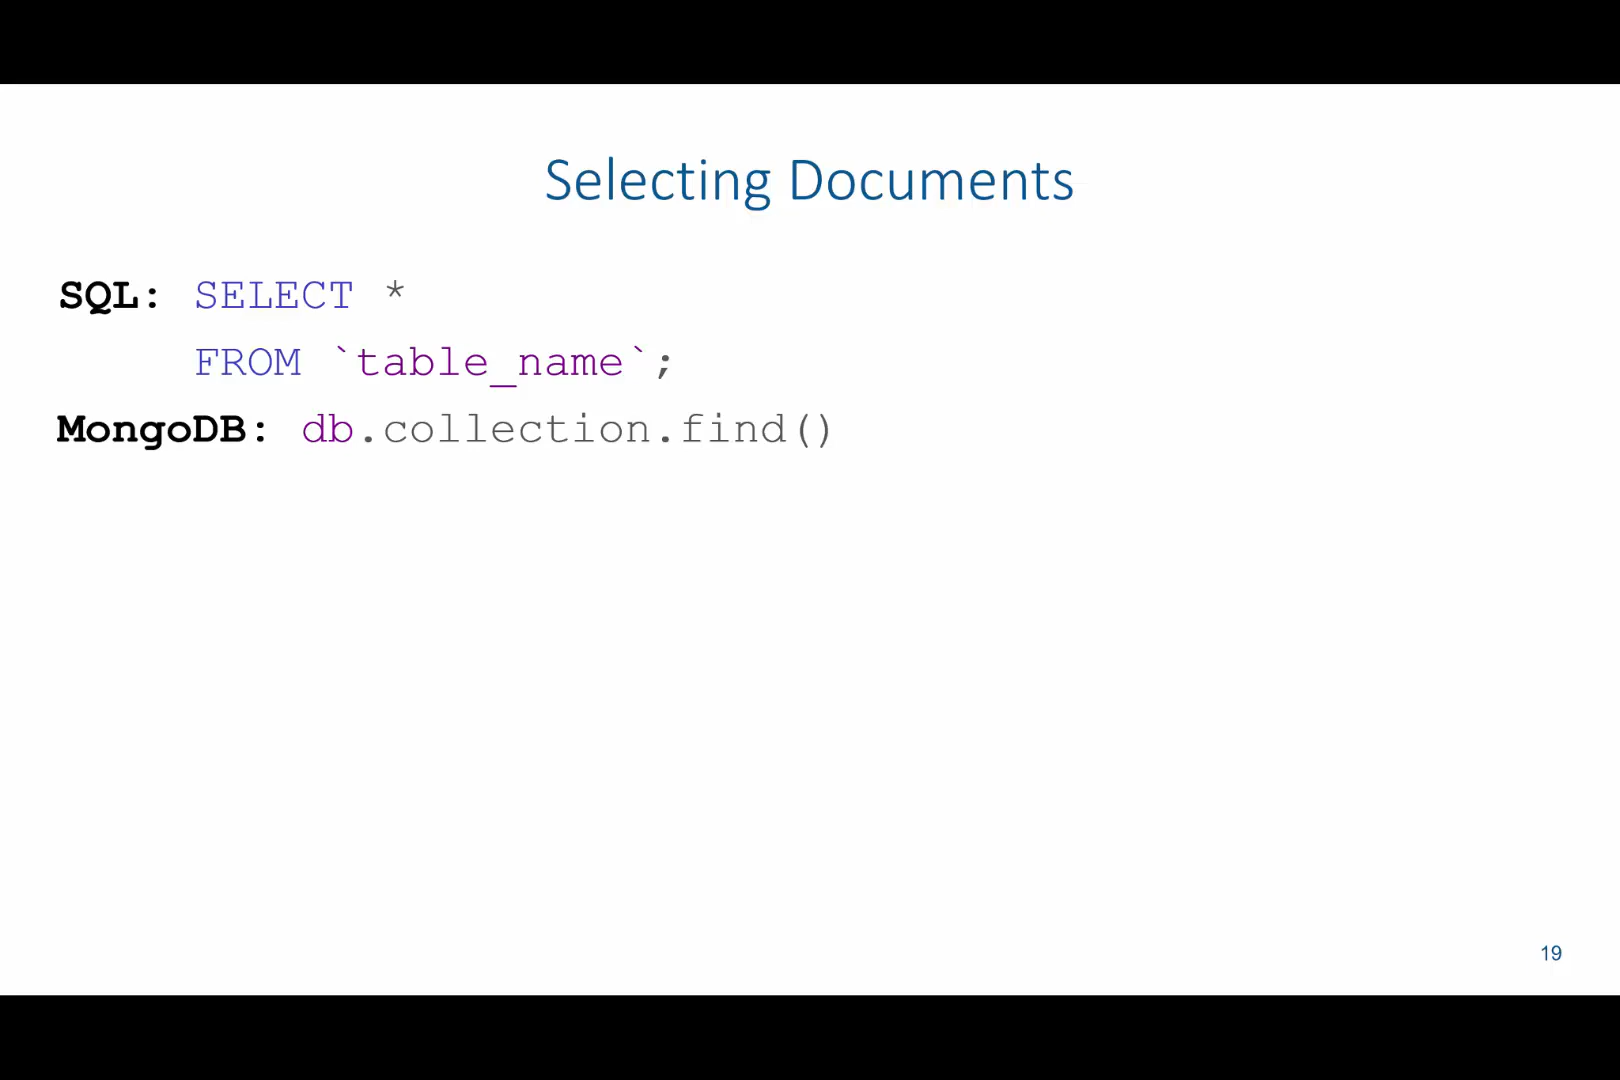 Selecting Documents
SQL: SELECT *
FROM `table_name`;
MongoDB: db.collection.find()
19